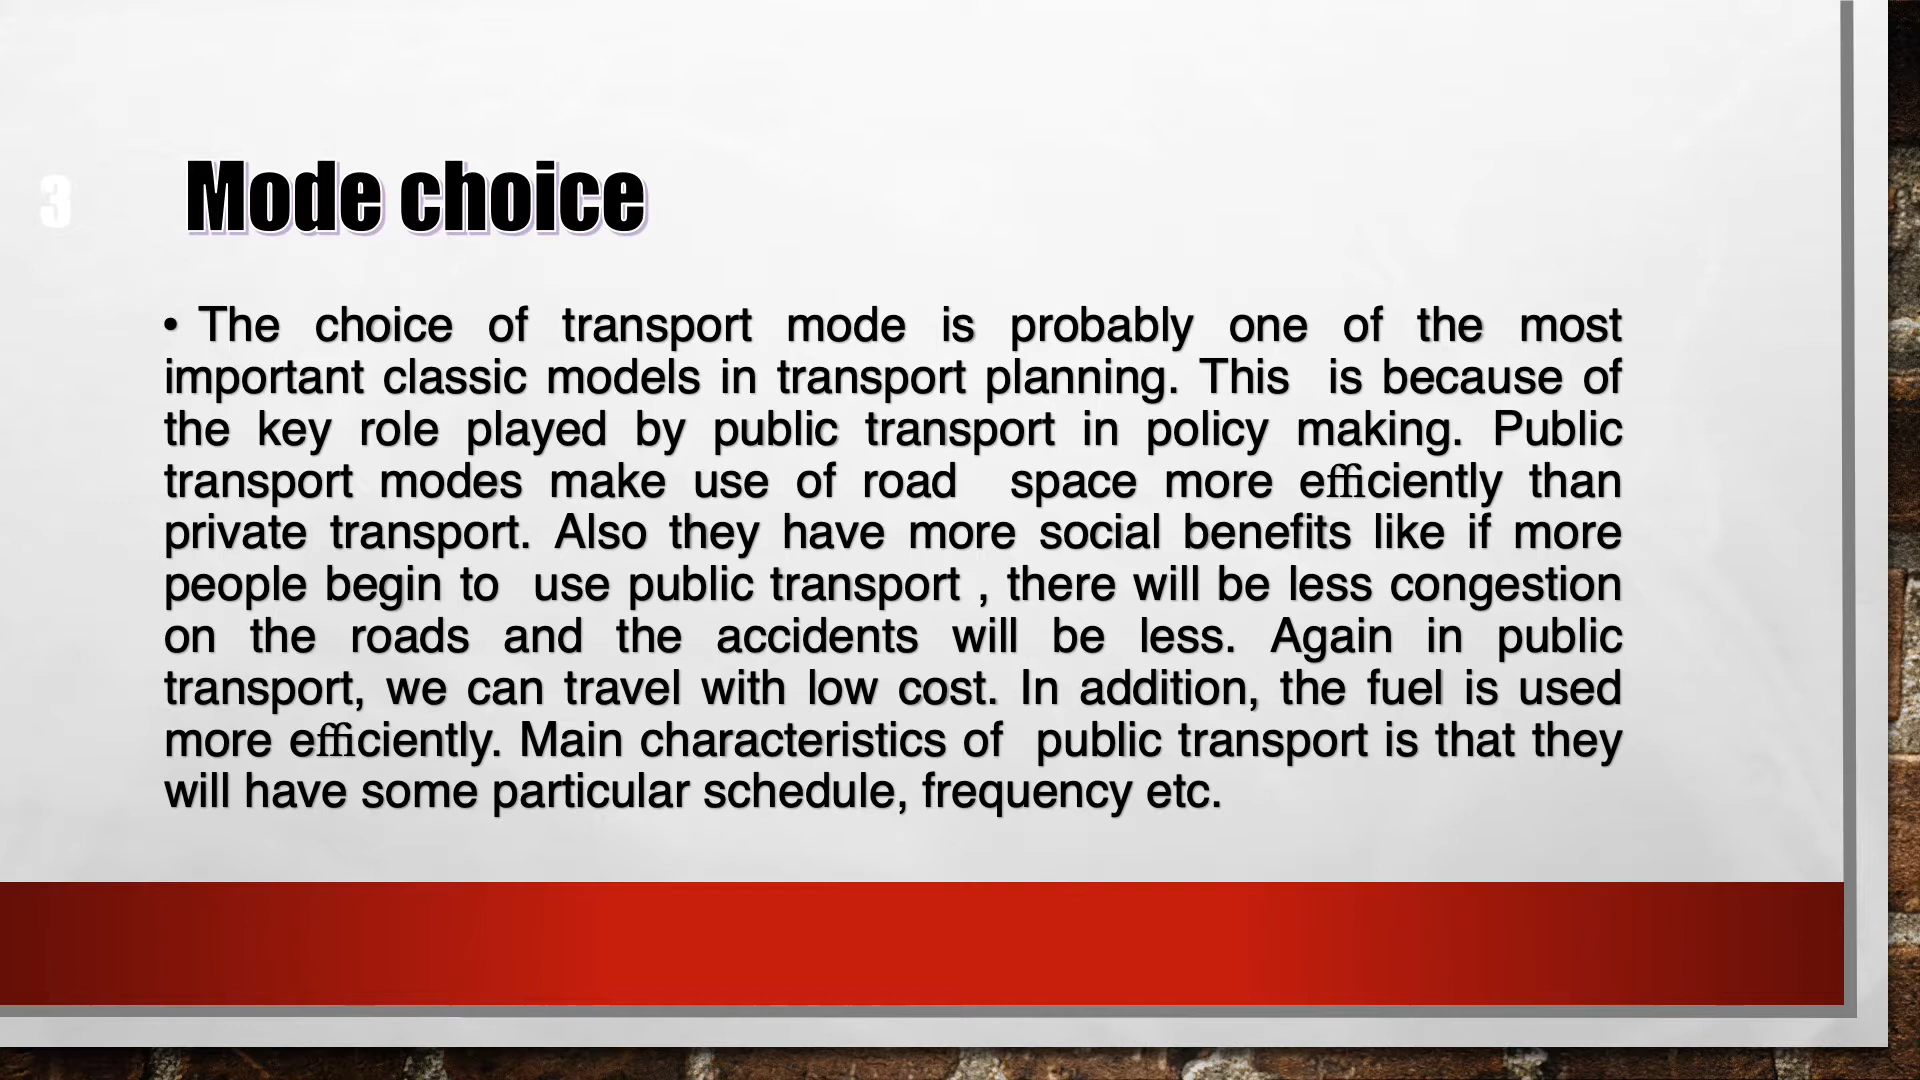 3
Mode choice
• The choice of transport mode is probably one of the most
important classic models in transport planning. This is because of
the key role played by public transport in policy making. Public
transport modes make use of road space more efficiently than
private transport. Also they have more social benefits like if more
people begin to use public transport , there will be less congestion
on the roads and the accidents will be less. Again in public
transport, we can travel with low cost. In addition, the fuel is used
more efficiently. Main characteristics of public transport is that they
will have some particular schedule, frequency etc.